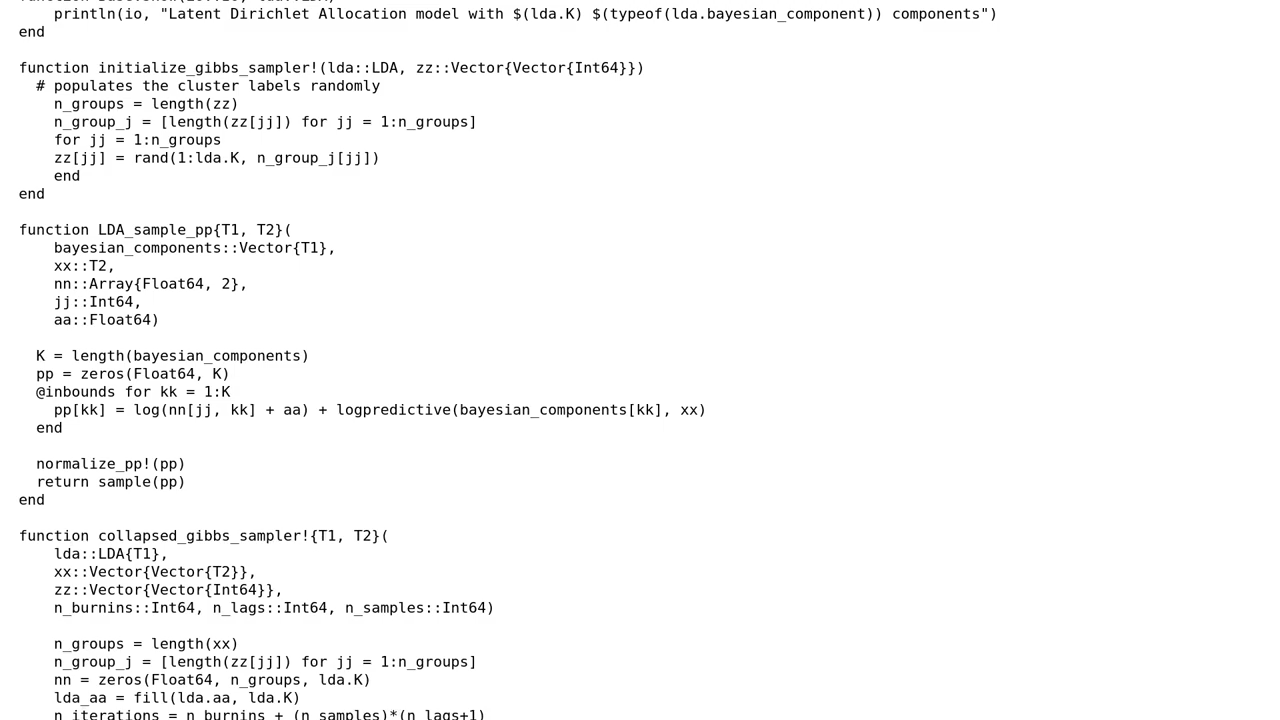 println(io, "Latent Dirichlet Allocation model with $(lda.K) $(typeof(lda.bayesian_component)) components")
end

function initialize_gibbs_sampler!(lda::LDA, zz::Vector{Vector{Int64}})
  # populates the cluster labels randomly
    n_groups = length(zz)
    n_group_j = [length(zz[jj]) for jj = 1:n_groups]
    for jj = 1:n_groups
    zz[jj] = rand(1:lda.K, n_group_j[jj])
    end
end

function LDA_sample_pp{T1, T2}(
    bayesian_components::Vector{T1},
    xx::T2,
    nn::Array{Float64, 2},
    jj::Int64,
    aa::Float64)

  K = length(bayesian_components)
  pp = zeros(Float64, K)
  @inbounds for kk = 1:K
    pp[kk] = log(nn[jj, kk] + aa) + logpredictive(bayesian_components[kk], xx)
  end

  normalize_pp!(pp)
  return sample(pp)
end

function collapsed_gibbs_sampler!{T1, T2}(
    lda::LDA{T1},
    xx::Vector{Vector{T2}},
    zz::Vector{Vector{Int64}},
    n_burnins::Int64, n_lags::Int64, n_samples::Int64)

    n_groups = length(xx)
    n_group_j = [length(zz[jj]) for jj = 1:n_groups]
    nn = zeros(Float64, n_groups, lda.K)
    lda_aa = fill(lda.aa, lda.K)
    n_iterations = n_burnins + (n_samples)*(n_lags+1)